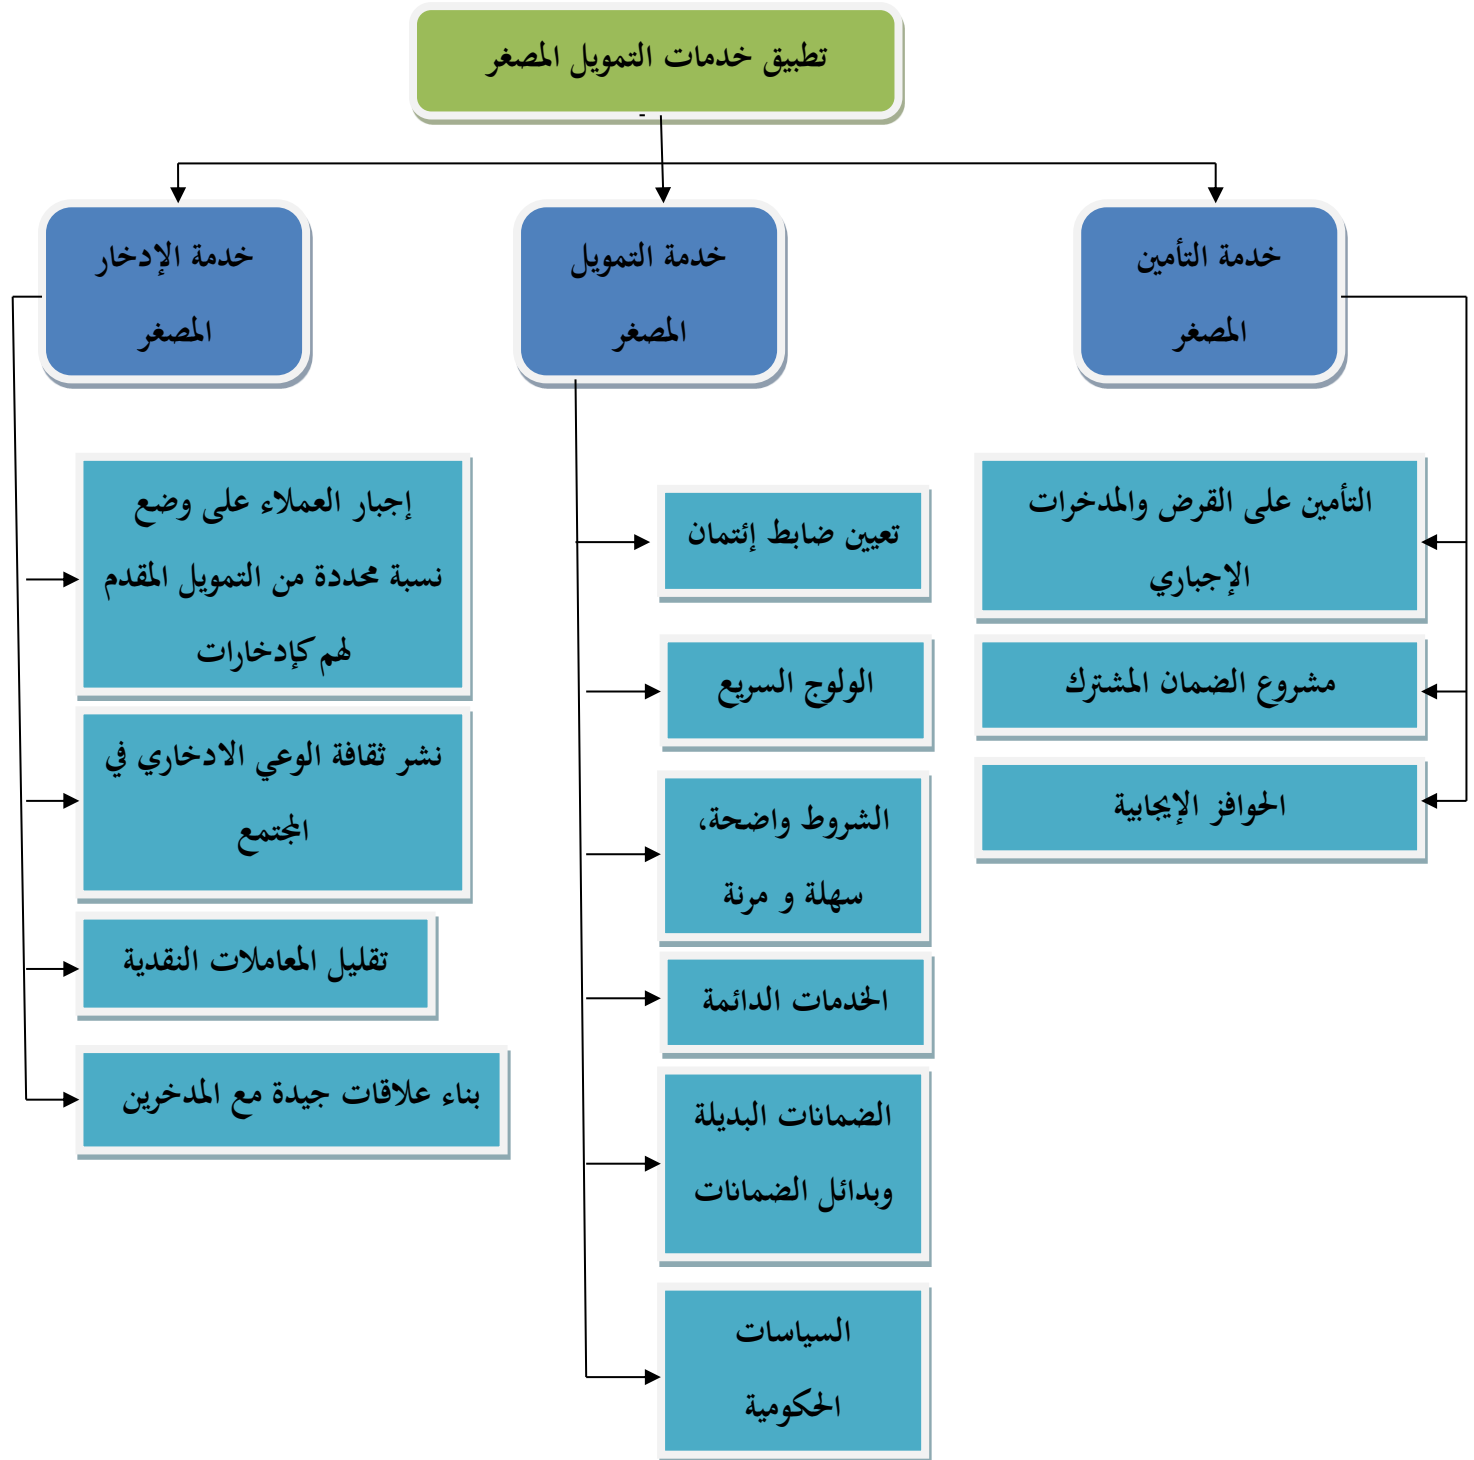 تطبيق خدمات التمويل المصغر
خدمة التأمين
المصغر
خدمة التمويل
المصغر
خدمة الإدخار
المصغر
التأمين على القرض والمدخرات
الإجباري
مشروع الضمان المشترك
الحوافز الإيجابية
تعيين ضابط إئتمان
الولوج السريع
الشروط واضحة،
سهلة و مرنة
الخدمات الدائمة
الضمانات البديلة
وبدائل الضمانات
السياسات
الحكومية
إجبار العملاء على وضع
نسبة محددة من التمويل المقدم
لهم كإدخارات
نشر ثقافة الوعي الادخاري في
المجتمع
تقليل المعاملات النقدية
بناء علاقات جيدة مع المدخرين